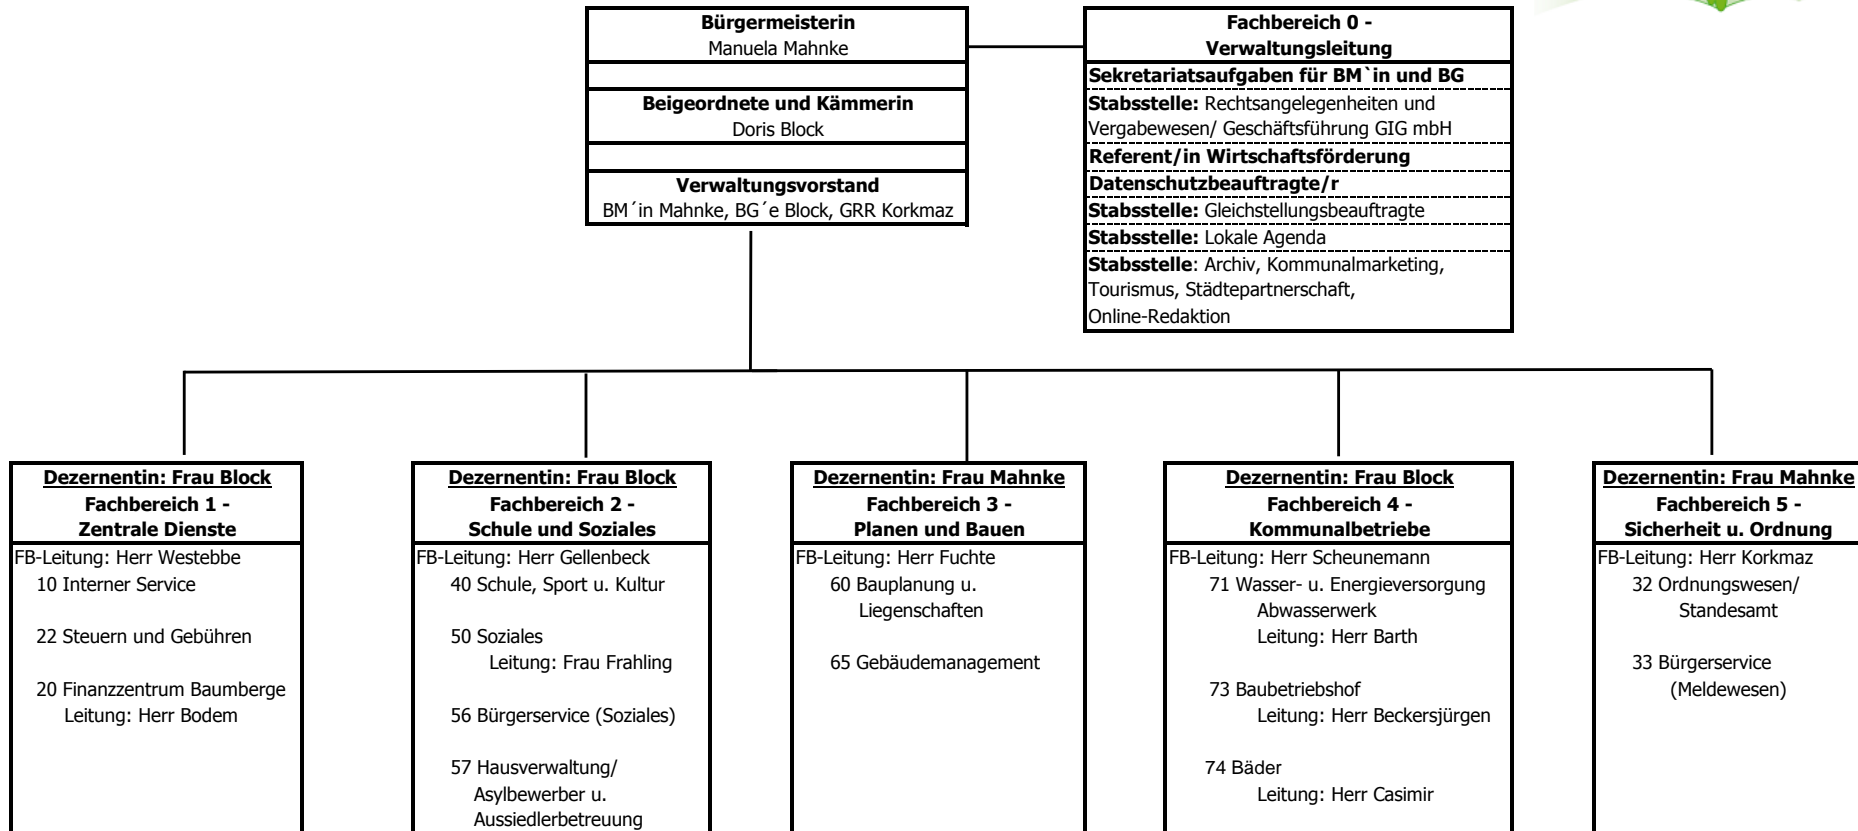 Bürgermeisterin
Manuela Mahnke
Beigeordnete und Kämmerin
Doris Block
Verwaltungsvorstand
BM´in Mahnke, BG´e Block, GRR Korkmaz
Fachbereich 0 -
Verwaltungsleitung
Sekretariatsaufgaben für BM`in und BG
Stabsstelle: Rechtsangelegenheiten und
Vergabewesen/ Geschäftsführung GIG mbH
Referent/in Wirtschaftsförderung
Datenschutzbeauftragte/r
Stabsstelle: Gleichstellungsbeauftragte
Stabsstelle: Lokale Agenda
Stabsstelle: Archiv, Kommunalmarketing,
Tourismus, Städtepartnerschaft,
Online-Redaktion
Dezernentin: Frau Block
Fachbereich 1 -
Zentrale Dienste
FB-Leitung: Herr Westebbe
10 Interner Service
22 Steuern und Gebühren
20 Finanzzentrum Baumberge
Leitung: Herr Bodem
Dezernentin: Frau Block
Fachbereich 2 -
Schule und Soziales
FB-Leitung: Herr Gellenbeck
40 Schule, Sport u. Kultur
50 Soziales
Leitung: Frau Frahling
56 Bürgerservice (Soziales)
57 Hausverwaltung/
Asylbewerber u.
Aussiedlerbetreuung
Dezernentin: Frau Mahnke
Fachbereich 3 -
Planen und Bauen
FB-Leitung: Herr Fuchte
60 Bauplanung u.
Liegenschaften
65 Gebäudemanagement
Dezernentin: Frau Block
Fachbereich 4 -
Kommunalbetriebe
FB-Leitung: Herr Scheunemann
71 Wasser- u. Energieversorgung
Abwasserwerk
Leitung: Herr Barth
73 Baubetriebshof
Leitung: Herr Beckersjürgen
74 Bäder
Leitung: Herr Casimir
Dezernentin: Frau Mahnke
Fachbereich 5 -
Sicherheit u. Ordnung
FB-Leitung: Herr Korkmaz
32 Ordnungswesen/
Standesamt
33 Bürgerservice
(Meldewesen)